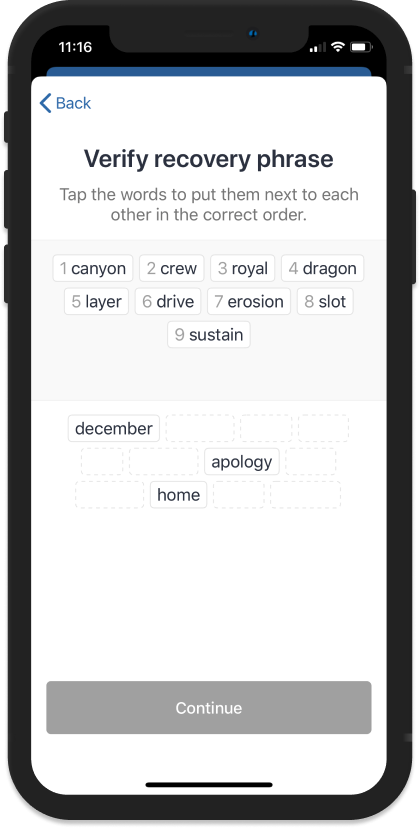 11:16
Back
Verify recovery phrase
Tap the words to put them next to each
other in the correct order.
1 canyon 2 crew 3 royal 4 dragon
5 layer 6 drive 7 erosion 8 slot
9 sustain
december
apology
home
Continue